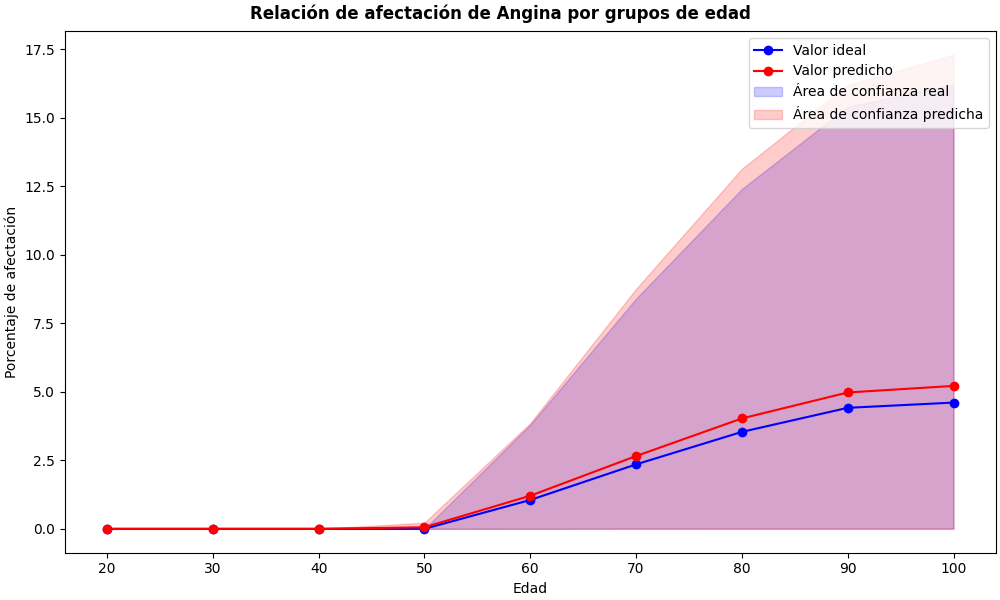 Relación de afectación de Angina por grupos de edad
Valor ideal
Valor predicho
Área de confianza real
Área de confianza predicha
Porcentaje de afectación
17.5
15.0
12.5
10.0
7.5
5.0
2.5
0.0
20 30 40 50 60 70 80 90 100
Edad